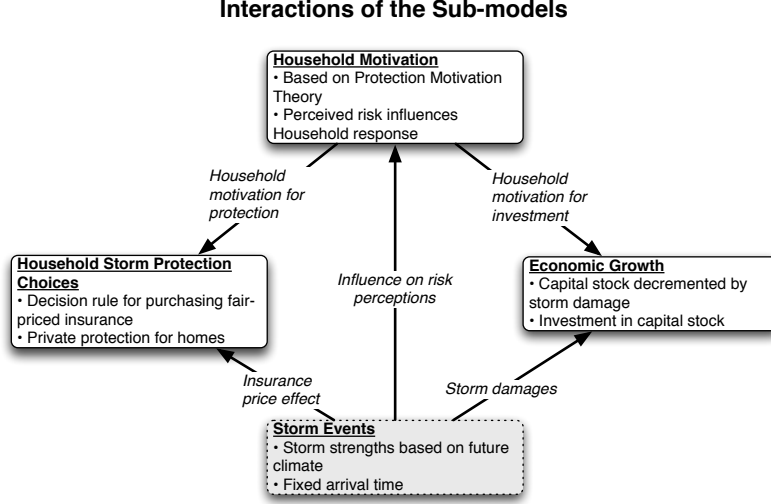 Interactions of the Sub-models
Household Motivation
• Based on Protection Motivation
Theory
• Perceived risk influences
Household response
Household
motivation for
protection
Household
motivation for
investment
Household Storm Protection
Choices
• Decision rule for purchasing fair-
priced insurance
• Private protection for homes
Influence on risk
perceptions
Economic Growth
• Capital stock decremented by
storm damage
• Investment in capital stock
Insurance
price effect
Storm damages
Storm Events
• Storm strengths based on future
climate
• Fixed arrival time